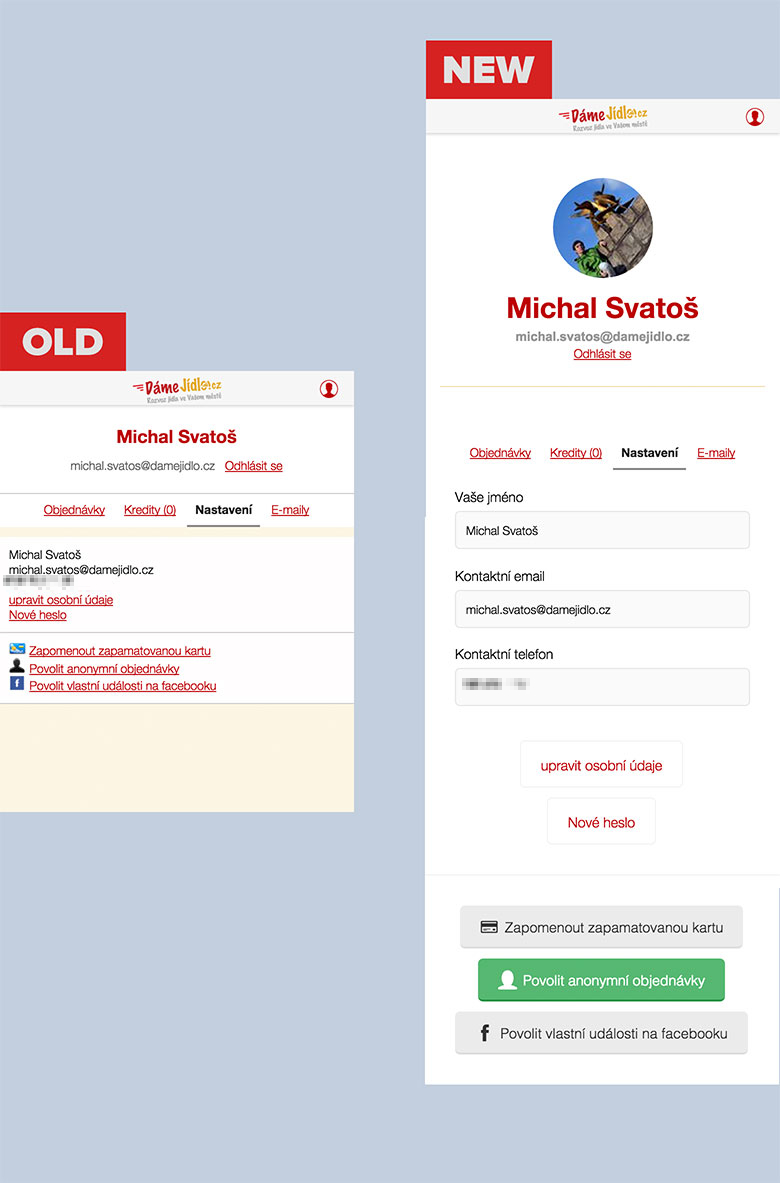 OLD
Dáme Jídlo.cz
Rozvoz jídla ve Vašem městě
Michal Svatoš
michal.svatos@damejidlo.cz Odhlásit se
Objednávky Kredity (0) Nastavení E-maily
Michal Svatoš
michal.svatos@damejidlo.cz
upravit osobní údaje
Nové heslo
Zapomenout zapamatovanou kartu
Povolit anonymní objednávky
f Povolit vlastní události na facebooku
NEW
Dáme Jídlo.cz
Rozvoz jídla ve Vašem městě
Michal Svatoš
michal.svatos@damejidlo.cz
Odhlásit se
Objednávky Kredity (0) Nastavení E-maily
Vaše jméno
Michal Svatoš
Kontaktní email
michal.svatos@damejidlo.cz
Kontaktní telefon
upravit osobní údaje
Nové heslo
Zapomenout zapamatovanou kartu
Povolit anonymní objednávky
f Povolit vlastní události na facebooku